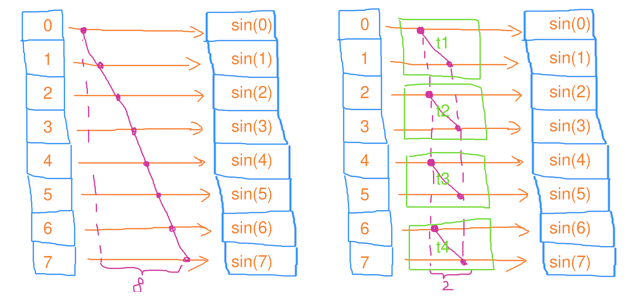 0 sin(0) 0 t1 sin(0)
1 sin(1) 1 sin(1)
2 sin(2) 2 t2 sin(2)
3 sin(3) 3 sin(3)
4 sin(4) 4 t3 sin(4)
5 sin(5) 5 sin(5)
6 sin(6) 6 t4 sin(6)
7 sin(7) 7 sin(7)
8 2